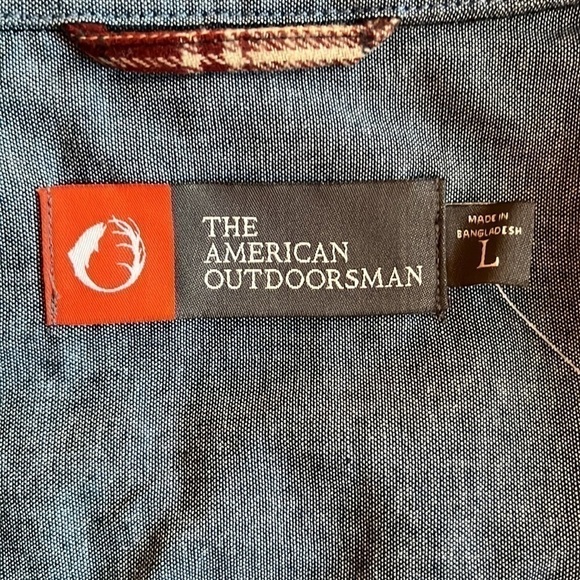 THE
AMERICAN
OUTDOORSMAN
MADE IN
BANGLADESH
L